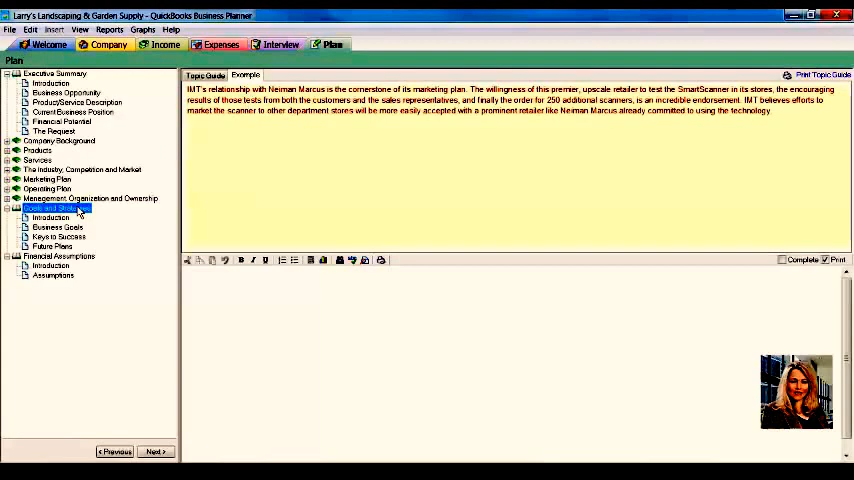 Larry's Landscaping & Garden Supply - QuickBooks Business Planner
File Edit Insert View Reports Graphs Help
Welcome Company Income Expenses Interview Plan
Plan
Executive Summary
Introduction
Business Opportunity
Product/Service Description
Current Business Position
Financial Potential
The Request
Company Background
Products
Services
The Industry, Competition and Market
Marketing Plan
Operating Plan
Management, Organization and Ownership
Goals and Strategies
Introduction
Business Goals
Keys to Success
Future Plans
Financial Assumptions
Introduction
Assumptions
< Previous Next >
Topic Guide Example
Print Topic Guide
IMT's relationship with Neiman Marcus is the cornerstone of its marketing plan. The willingness of this premier, upscale retailer to test the SmartScanner in its stores, the encouraging
results of those tests from both the customers and the sales representatives, and finally the order for 250 additional scanners, is an incredible endorsement. IMT believes efforts to
market the scanner to other department stores will be more easily accepted with a prominent retailer like Neiman Marcus already committed to using the technology.
B I U
Complete Print